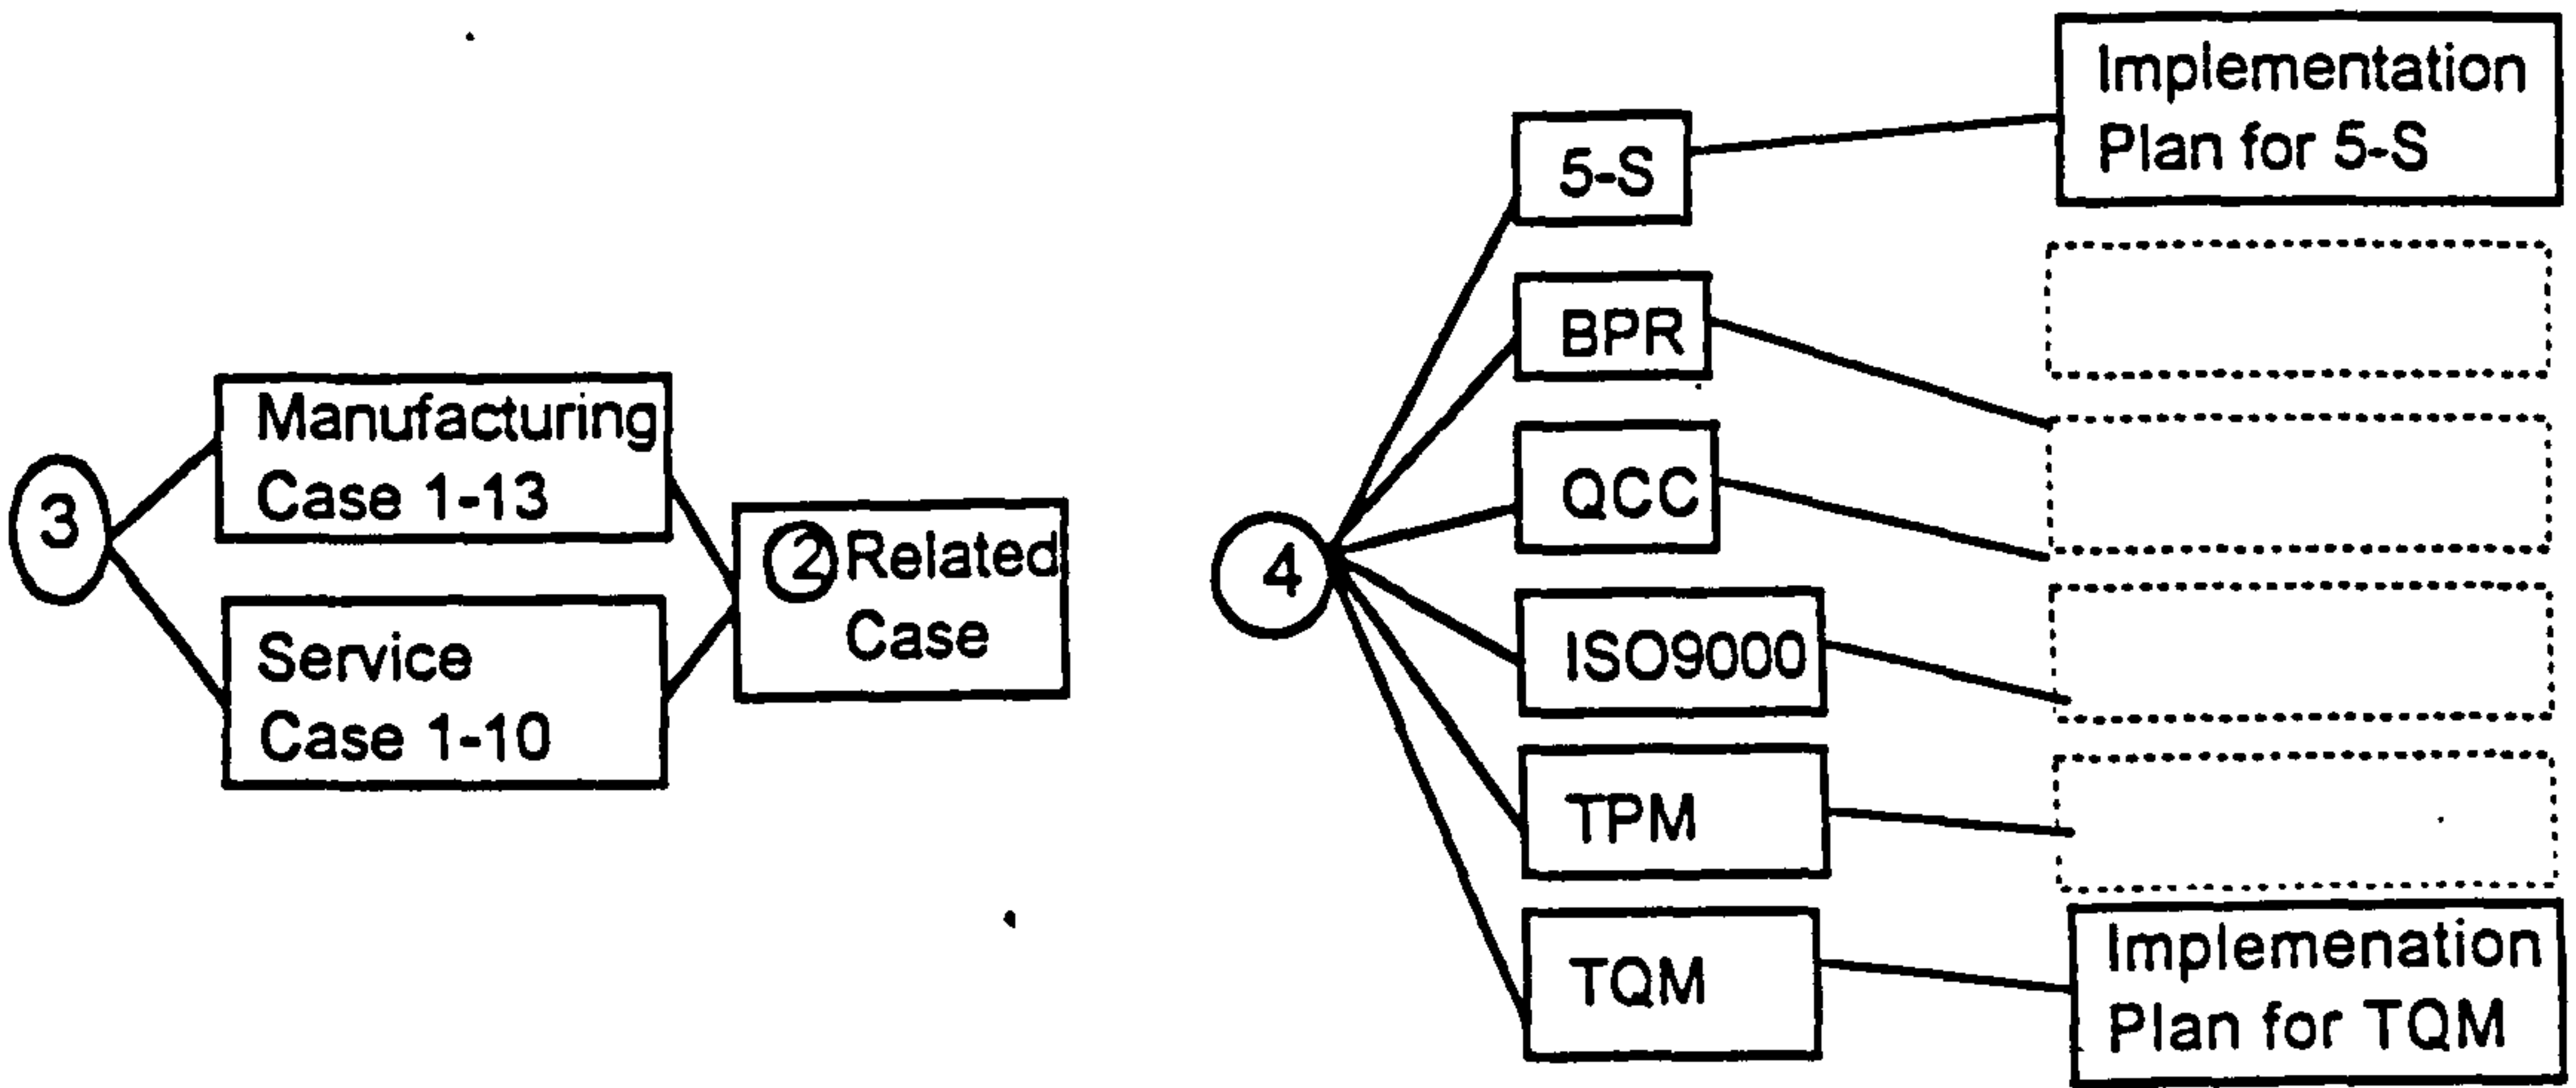 3
Manufacturing
Case 1-13
Service
Case 1-10
2 Related
Case
4
5-S
BPR
QCC
ISO9000
TPM
TQM
Implementation
Plan for 5-S
Implemenation
Plan for TQM